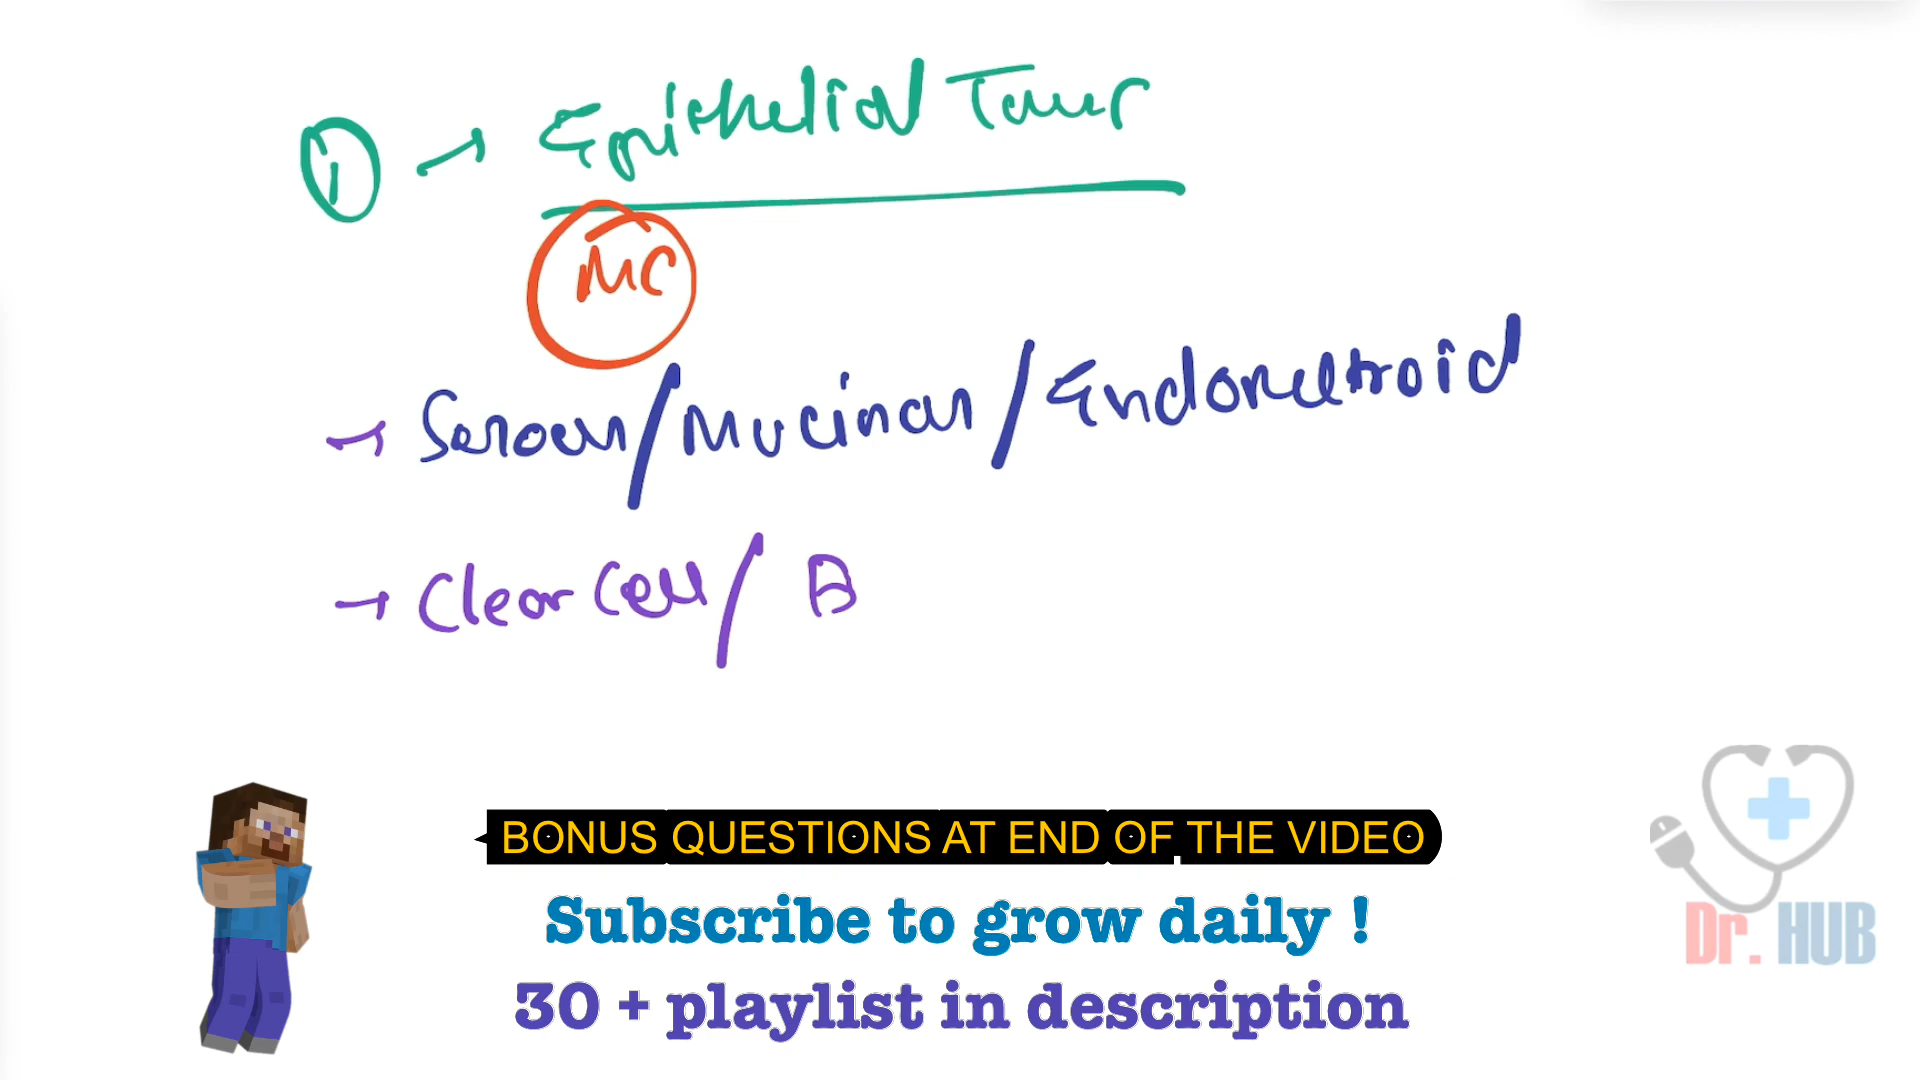 1 → Epithelial Tumor
MC
→ Serous/Mucinous/Endometroid
→ Clear Cell/ B
BONUS QUESTIONS AT END OF THE VIDEO
Subscribe to grow daily !
30 + playlist in description
Dr. HUB